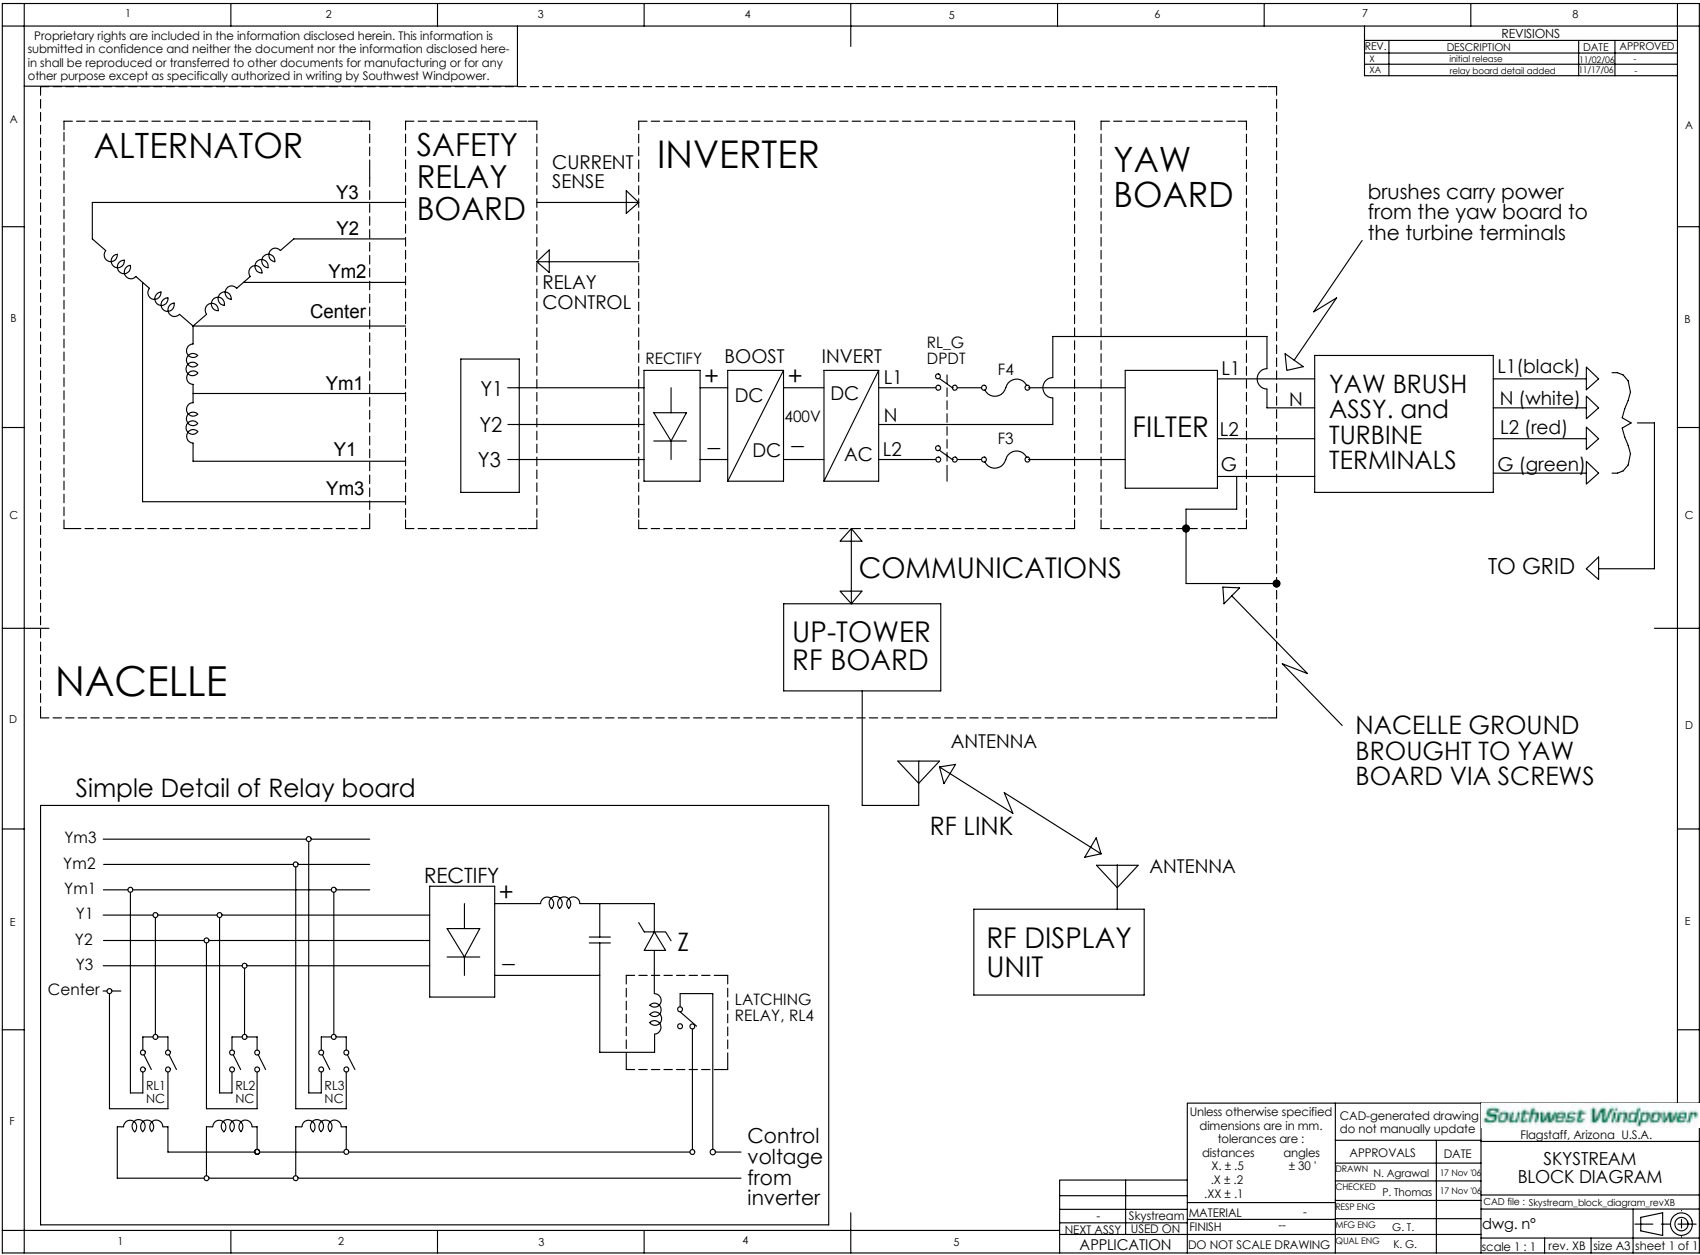 1 2 3 4 5 6 7 8
Proprietary rights are included in the information disclosed herein. This information is
submitted in confidence and neither the document nor the information disclosed here-
in shall be reproduced or transferred to other documents for manufacturing or for any
other purpose except as specifically authorized in writing by Southwest Windpower.
REVISIONS
REV. DESCRIPTION DATE APPROVED
X initial release 11/02/06 -
XA relay board detail added 11/17/06 -
A
B
C
D
E
F
A
B
C
D
E
ALTERNATOR
Y3
Y2
Ym2
Center
Ym1
Y1
Ym3
SAFETY
RELAY
BOARD
Y1
Y2
Y3
CURRENT
SENSE
RELAY
CONTROL
INVERTER
RECTIFY
BOOST
INVERT
+
–
DC
DC
+
400V
–
DC
AC
L1
N
L2
RL_G
DPDT
F4
F3
YAW
BOARD
FILTER
L1
N
L2
G
brushes carry power
from the yaw board to
the turbine terminals
YAW BRUSH
ASSY. and
TURBINE
TERMINALS
L1(black)
N (white)
L2 (red)
G (green)
TO GRID
COMMUNICATIONS
UP-TOWER
RF BOARD
NACELLE
NACELLE GROUND
BROUGHT TO YAW
BOARD VIA SCREWS
ANTENNA
RF LINK
ANTENNA
RF DISPLAY
UNIT
Simple Detail of Relay board
Ym3
Ym2
Ym1
Y1
Y2
Y3
Center
RECTIFY
+
–
Z
LATCHING
RELAY, RL4
RL1
NC
RL2
NC
RL3
NC
Control
voltage
from
inverter
Unless otherwise specified
dimensions are in mm.
tolerances are :
distances angles
X. ± .5 ± 30 '
.X ± .2
.XX ± .1
MATERIAL -
FINISH --
DO NOT SCALE DRAWING
- Skystream
NEXT ASSY USED ON
APPLICATION
CAD-generated drawing
do not manually update
APPROVALS DATE
DRAWN N. Agrawal 17 Nov '06
CHECKED P. Thomas 17 Nov '06
RESP ENG
MFG ENG G. T.
QUAL ENG K. G.
Southwest Windpower
Flagstaff, Arizona U.S.A.
SKYSTREAM
BLOCK DIAGRAM
CAD file : Skystream_block_diagram_revXB
dwg. n°
scale 1 : 1 rev. XB size A3 sheet 1 of 1
1 2 3 4 5